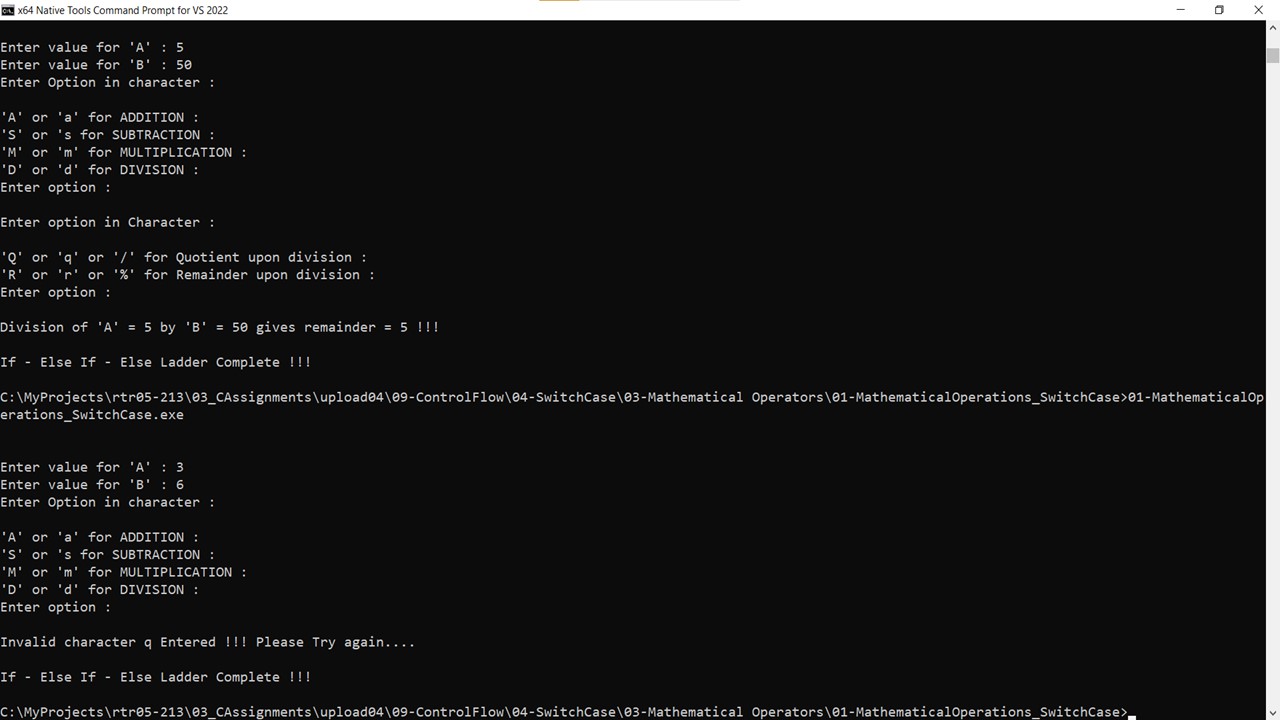 x64 Native Tools Command Prompt for VS 2022
Enter value for 'A' : 5
Enter value for 'B' : 50
Enter Option in character :
'A' or 'a' for ADDITION :
'S' or 's for SUBTRACTION :
'M' or 'm' for MULTIPLICATION :
'D' or 'd' for DIVISION :
Enter option :
Enter option in Character :
'Q' or 'q' or '/' for Quotient upon division :
'R' or 'r' or '%' for Remainder upon division :
Enter option :
Division of 'A' = 5 by 'B' = 50 gives remainder = 5 !!!
If - Else If - Else Ladder Complete !!!
C:\MyProjects\rtr05-213\03_CAssignments\upload04\09-ControlFlow\04-SwitchCase\03-Mathematical Operators\01-MathematicalOperations_SwitchCase>01-MathematicalOp
erations_SwitchCase.exe
Enter value for 'A' : 3
Enter value for 'B' : 6
Enter Option in character :
'A' or 'a' for ADDITION :
'S' or 's for SUBTRACTION :
'M' or 'm' for MULTIPLICATION :
'D' or 'd' for DIVISION :
Enter option :
Invalid character q Entered !!! Please Try again....
If - Else If - Else Ladder Complete !!!
C:\MyProjects\rtr05-213\03_CAssignments\upload04\09-ControlFlow\04-SwitchCase\03-Mathematical Operators\01-MathematicalOperations_SwitchCase>